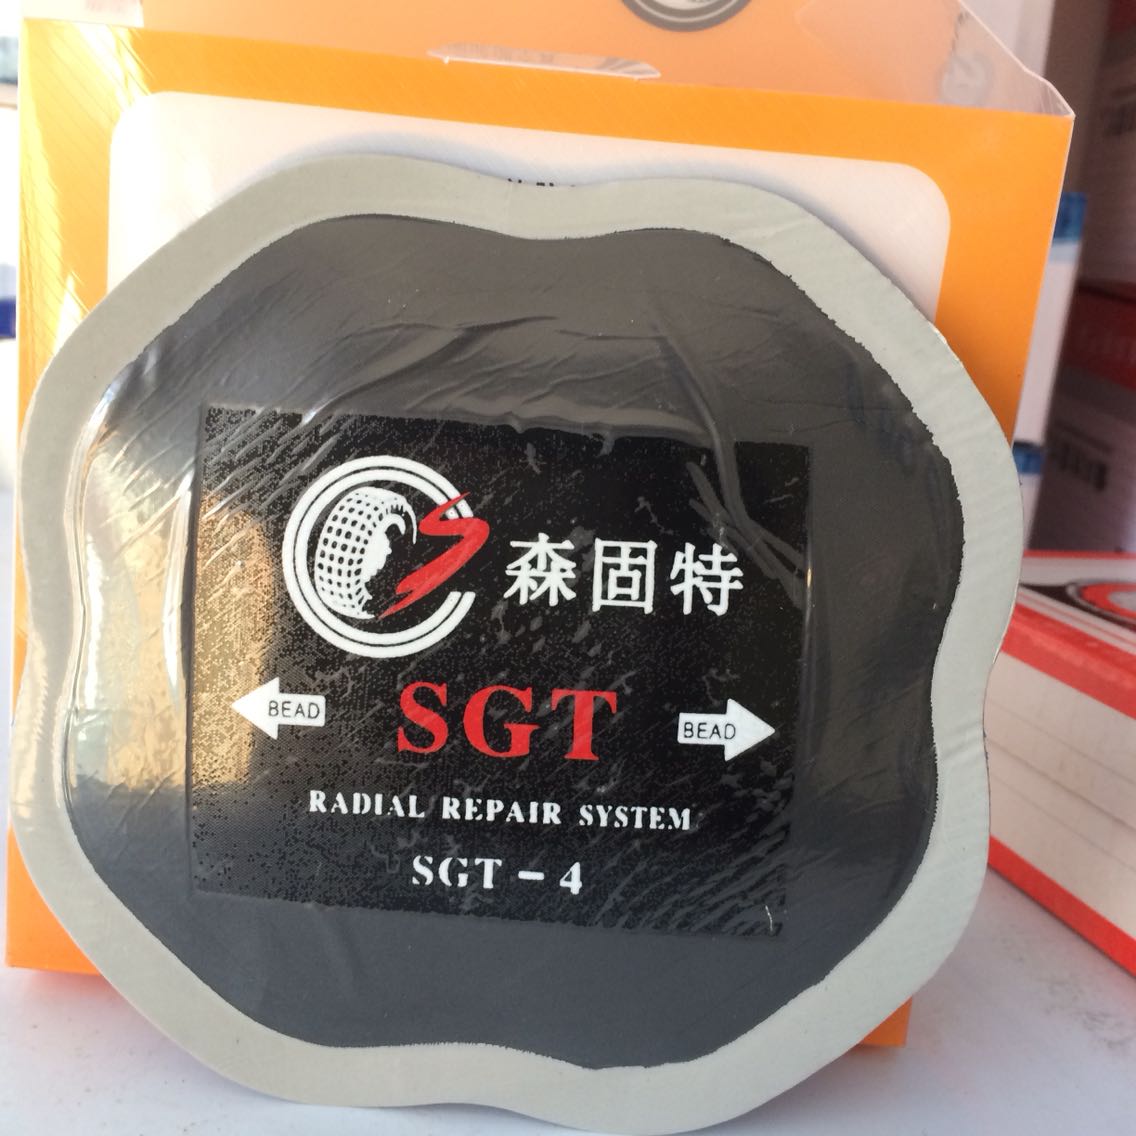 森固特
BEAD SGT BEAD
RADIAL REPAIR SYSTEM
SGT-4